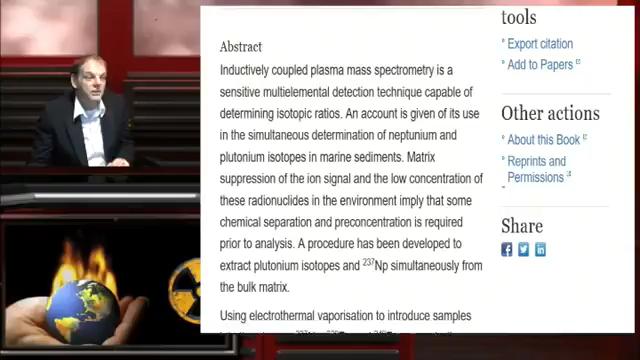 Abstract
Inductively coupled plasma mass spectrometry is a
sensitive multielemental detection technique capable of
determining isotopic ratios. An account is given of its use
in the simultaneous determination of neptunium and
plutonium isotopes in marine sediments. Matrix
suppression of the ion signal and the low concentration of
these radionuclides in the environment imply that some
chemical separation and preconcentration is required
prior to analysis. A procedure has been developed to
extract plutonium isotopes and 237Np simultaneously from
the bulk matrix.
Using electrothermal vaporisation to introduce samples
tools
Export citation
Add to Papers
Other actions
About this Book
Reprints and
Permissions
Share